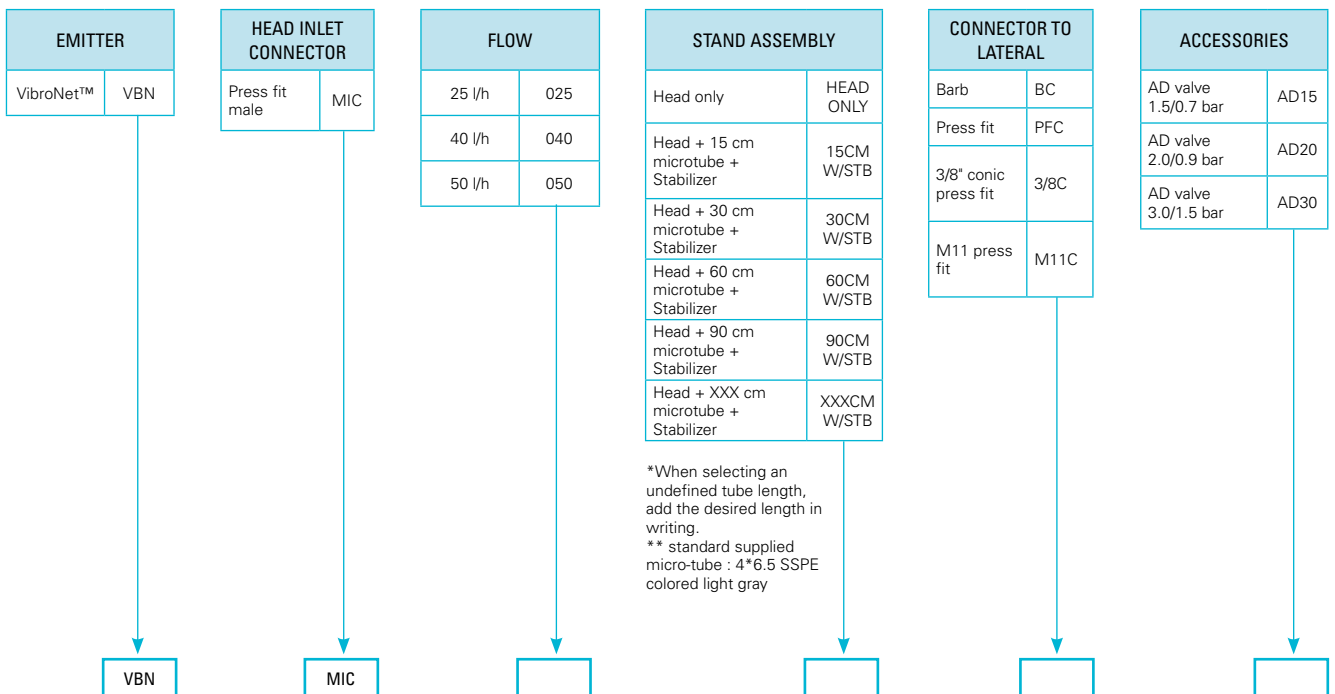 EMITTER
VibroNet™ VBN
HEAD INLET
CONNECTOR
Press fit
male
MIC
FLOW
25 l/h 025
40 l/h 040
50 l/h 050
STAND ASSEMBLY
Head only
HEAD
ONLY
Head + 15 cm
microtube +
Stabilizer
15CM
W/STB
Head + 30 cm
microtube +
Stabilizer
30CM
W/STB
Head + 60 cm
microtube +
Stabilizer
60CM
W/STB
Head + 90 cm
microtube +
Stabilizer
90CM
W/STB
Head + XXX cm
microtube +
Stabilizer
XXXCM
W/STB
*When selecting an
undefined tube length,
add the desired length in
writing.
** standard supplied
micro-tube : 4*6.5 SSPE
colored light gray
CONNECTOR TO
LATERAL
Barb BC
Press fit PFC
3/8" conic
press fit
3/8C
M11 press
fit
M11C
ACCESSORIES
AD valve
1.5/0.7 bar
AD15
AD valve
2.0/0.9 bar
AD20
AD valve
3.0/1.5 bar
AD30
VBN
MIC